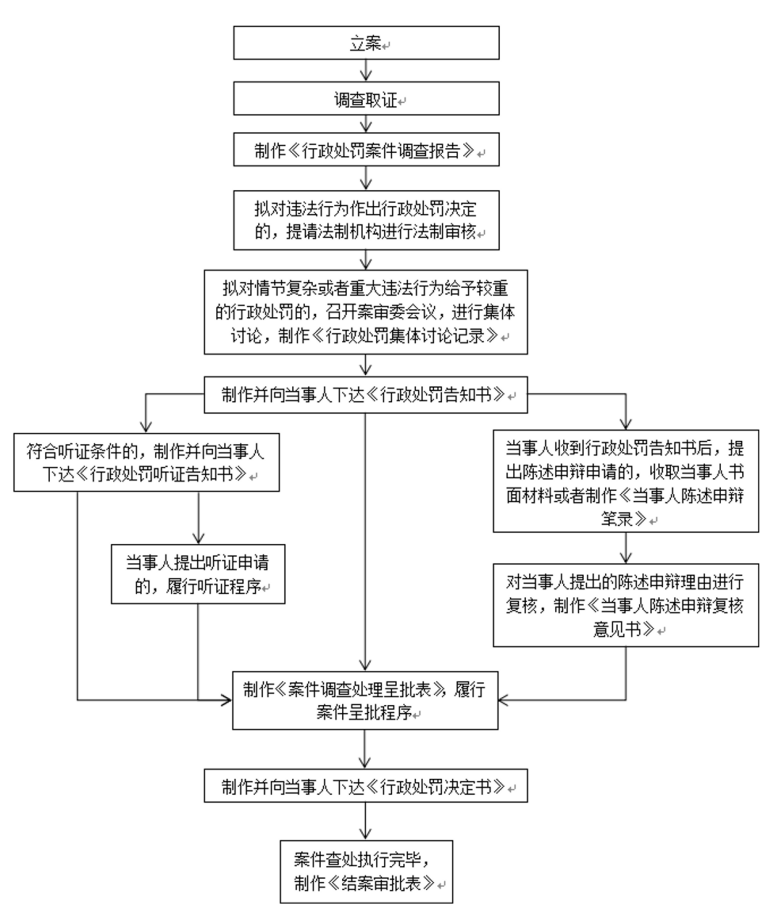 立案
调查取证
制作《行政处罚案件调查报告》
拟对违法行为作出行政处罚决定
的，提请法制机构进行法制审核
拟对情节复杂或者重大违法行为给予较重
的行政处罚的，召开案审委会议，进行集体
讨论，制作《行政处罚集体讨论记录》
制作并向当事人下达《行政处罚告知书》
符合听证条件的，制作并向当事人
下达《行政处罚听证告知书》
当事人收到行政处罚告知书后，提
出陈述申辩申请的，收取当事人书
面材料或者制作《当事人陈述申辩
笔录》
当事人提出听证申请
的，履行听证程序
对当事人提出的陈述申辩理由进行
复核，制作《当事人陈述申辩复核
意见书》
制作《案件调查处理呈批表》，履行
案件呈批程序
制作并向当事人下达《行政处罚决定书》
案件查处执行完毕，
制作《结案审批表》